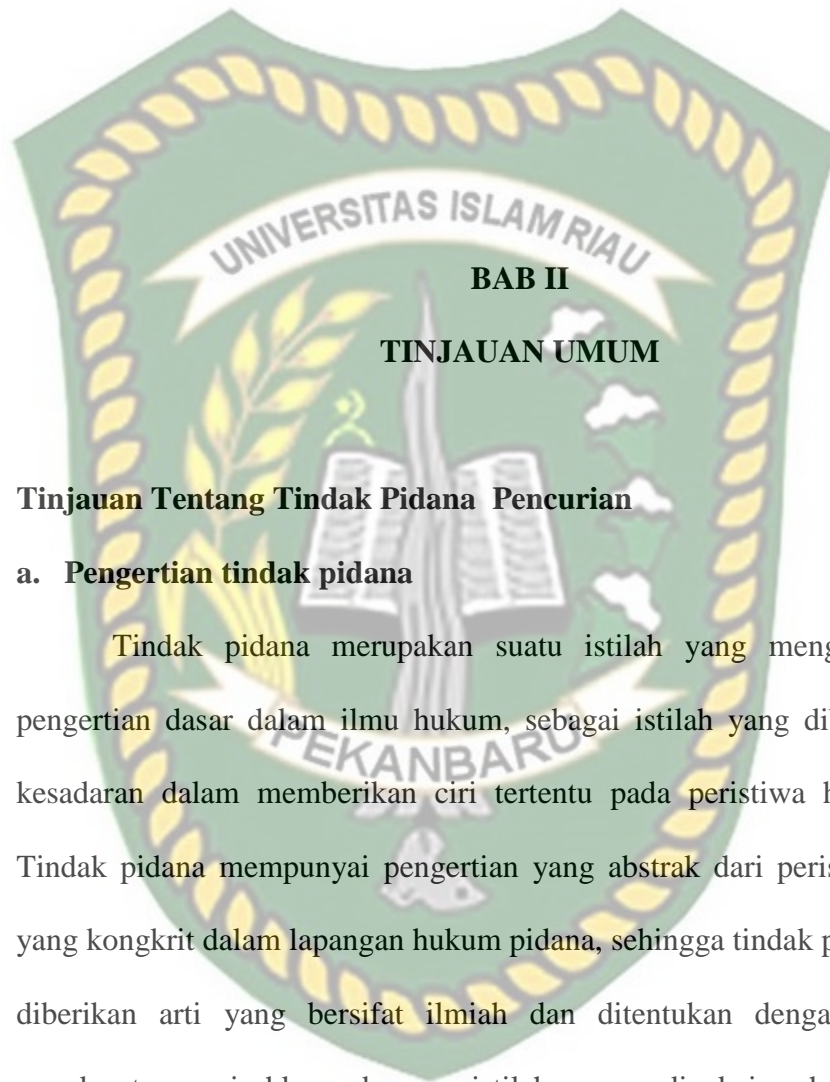 UNIVERSITAS ISLAM RIAU
BAB II
TINJAUAN UMUM
Tinjauan Tentang Tindak Pidana Pencurian
a. Pengertian tindak pidana
Tindak pidana merupakan suatu istilah yang
pengertian dasar dalam ilmu hukum, sebagai istilah yang
kesadaran dalam memberikan ciri tertentu pada peristiwa
PEKANBARU
Tindak pidana mempunyai pengertian yang abstrak dari
yang kongkrit dalam lapangan hukum pidana, sehingga tindak
diberikan arti yang bersifat ilmiah dan ditentukan